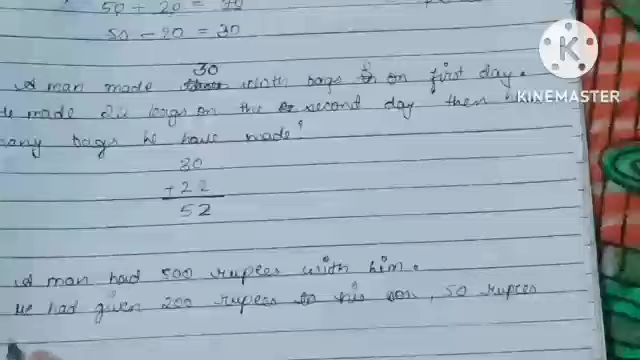 50 + 20 = 70
50 - 20 = 30
30
A man made with bags on first day.
He made 22 bags on the second day then
many bags he have made?
30
+ 22
52
A man had 500 rupees with him.
He had given 200 rupees to his son, 50 rupees
K
KINEMASTER